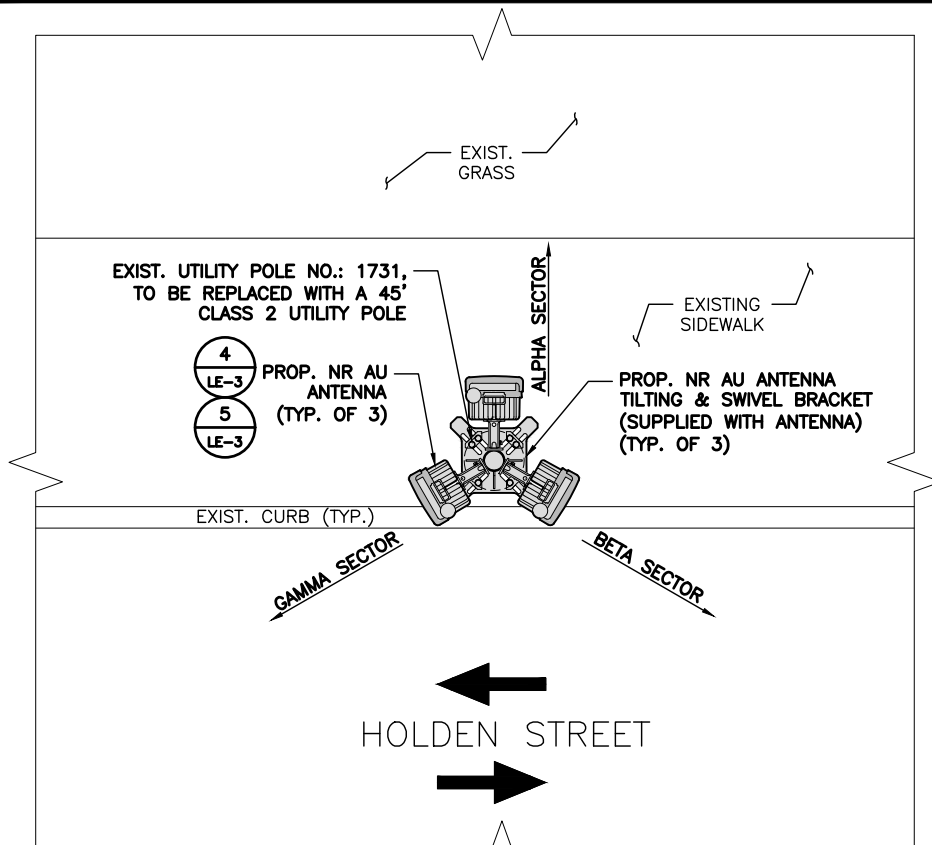 EXIST.
GRASS
EXIST. UTILITY POLE NO.: 1731,
TO BE REPLACED WITH A 45'
CLASS 2 UTILITY POLE
ALPHA SECTOR
EXISTING
SIDEWALK
4
LE-3
5
LE-3
PROP. NR AU
ANTENNA
(TYP. OF 3)
PROP. NR AU ANTENNA
TILTING & SWIVEL BRACKET
(SUPPLIED WITH ANTENNA)
(TYP. OF 3)
EXIST. CURB (TYP.)
GAMMA SECTOR
BETA SECTOR
HOLDEN STREET